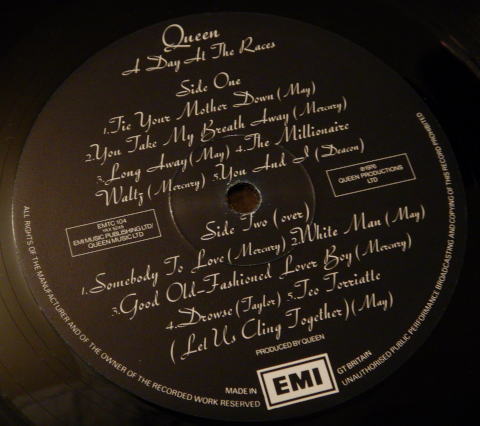 Queen
A Day At The Races
Side One
1.Tie Your Mother Down (May)
2.You Take My Breath Away (Mercury)
3.Long Away (May) 4.The Millionaire
Waltz (Mercury) 5.You And I (Deacon)
EMTC 104
YAX 5245
EMI MUSIC PUBLISHING LTD/
QUEEN MUSIC LTD
℗1976
QUEEN PRODUCTIONS
LTD
Side Two (over)
1.Somebody To Love (Mercury) 2.White Man (May)
3.Good Old-Fashioned Lover Boy (Mercury)
4.Drowse (Taylor) 5.Teo Torriatte
(Let Us Cling Together) (May)
PRODUCED BY QUEEN
MADE IN
EMI
GT BRITAIN
ALL RIGHTS OF THE MANUFACTURER AND OF THE OWNER OF THE RECORDED WORK RESERVED
UNAUTHORISED PUBLIC PERFORMANCE BROADCASTING AND COPYING OF THIS RECORD PROHIBITED